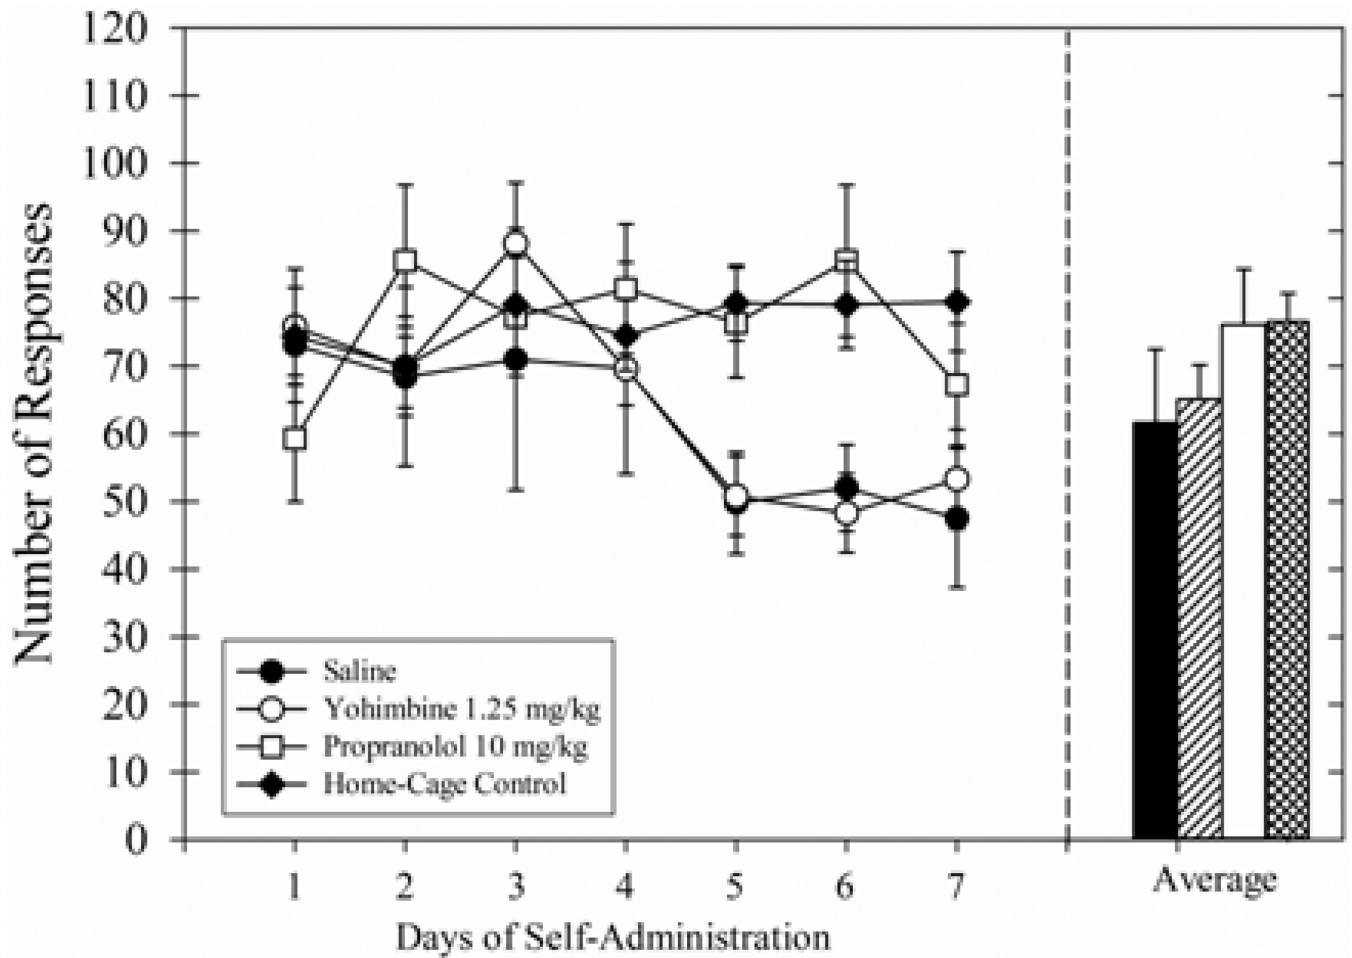 120
110
100
90
80
70
60
50
40
30
20
10
0
Number of Responses
Saline
Yohimbine 1.25 mg/kg
Propranolol 10 mg/kg
Home-Cage Control
1 2 3 4 5 6 7
Average
Days of Self-Administration